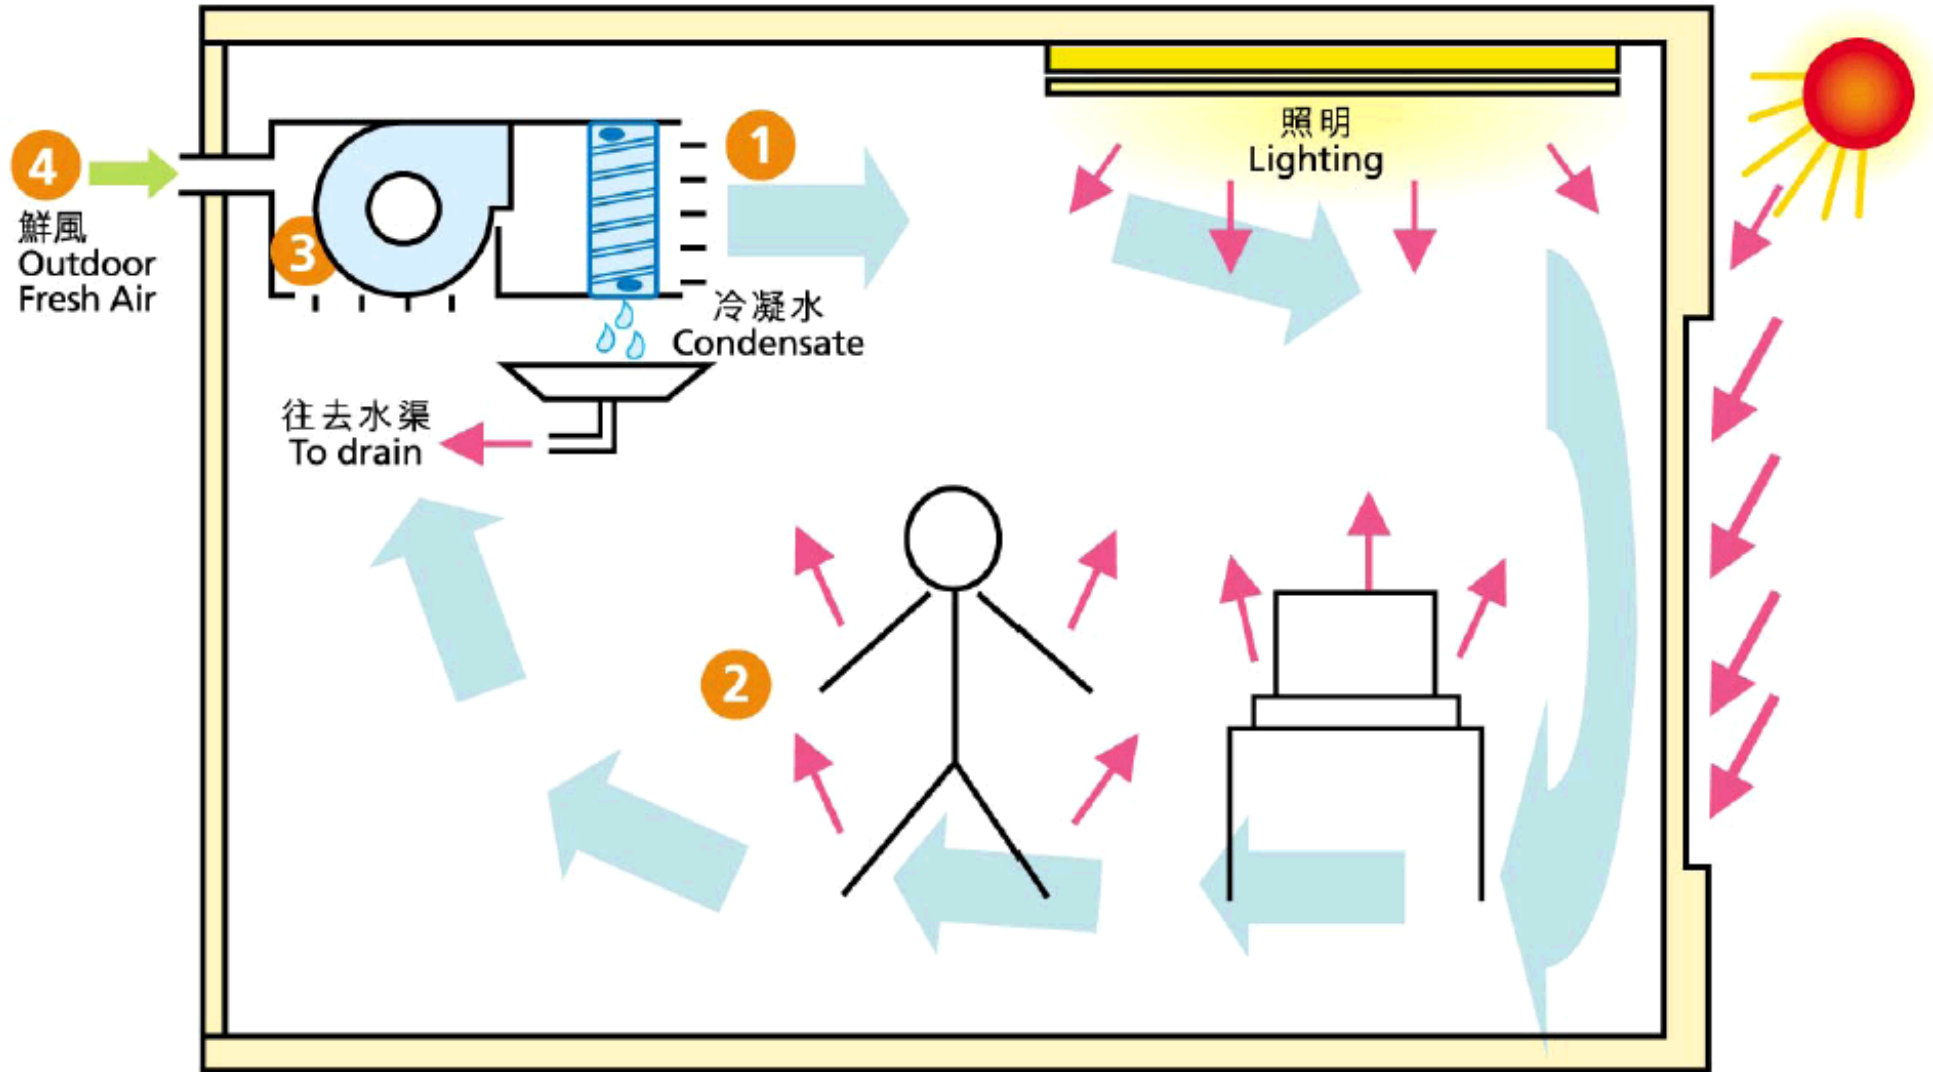 4
鮮風
Outdoor
Fresh Air
3
1
冷凝水
Condensate
往去水渠
To drain
照明
Lighting
2